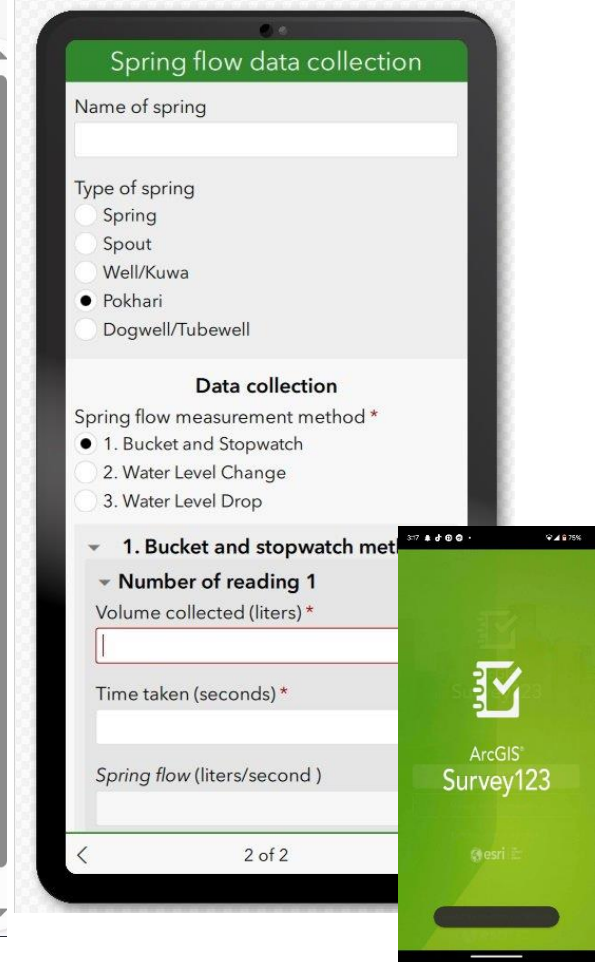 Spring flow data collection
Name of spring
Type of spring
Spring
Spout
Well/Kuwa
Pokhari
Dogwell/Tubewell
Data collection
Spring flow measurement method *
1. Bucket and Stopwatch
2. Water Level Change
3. Water Level Drop
1. Bucket and stopwatch met
Number of reading 1
Volume collected (liters) *
Time taken (seconds) *
Spring flow (liters/second )
2 of 2
3:17
75%
ArcGIS®
Survey123
esri